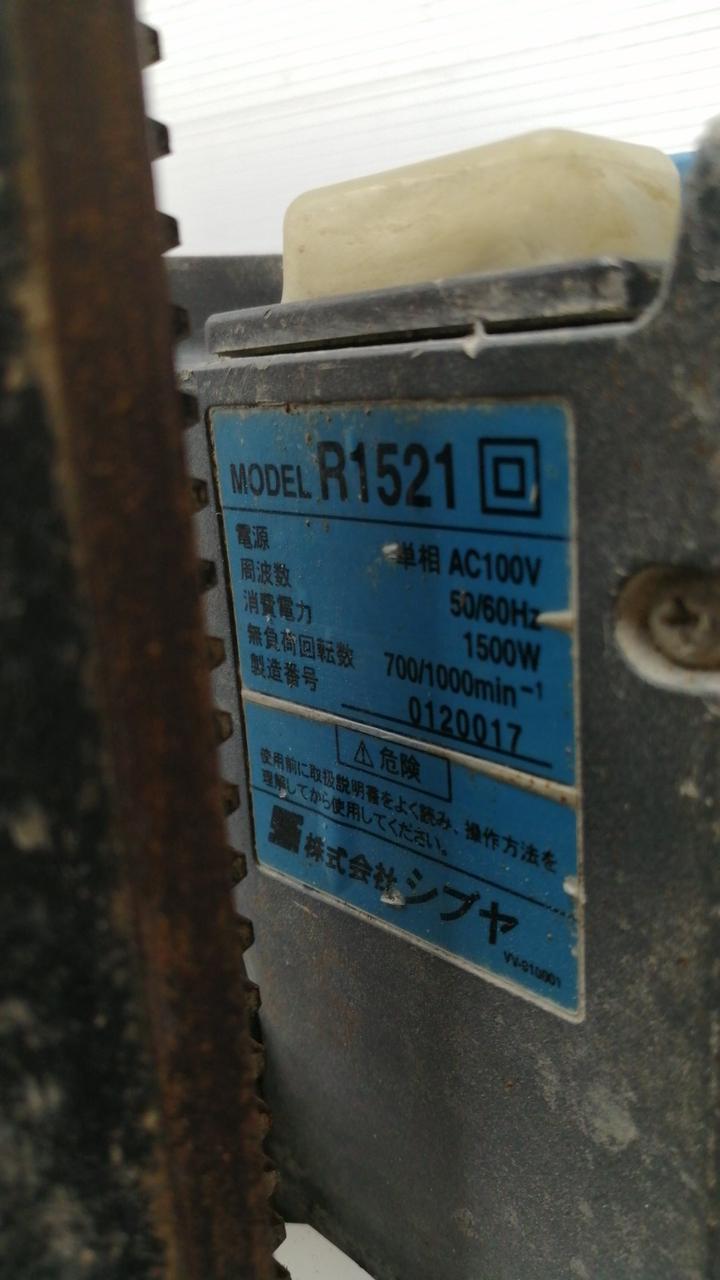 MODEL R1521
電源 単相 AC100V
周波数 50/60Hz
消費電力 1500W
無負荷回転数 700/1000min⁻¹
製造番号 0120017
⚠ 危険
使用前に取扱説明書をよく読み、操作方法を
理解してから使用してください。
株式会社シブヤ
VV-910001